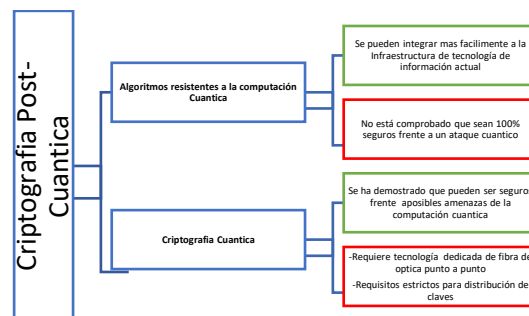 Criptografia Post-
Cuantica
Algoritmos resistentes a la computación
Cuantica
Se pueden integrar mas facilmente a la
Infraestructura de tecnología de
información actual
No está comprobado que sean 100%
seguros frente a un ataque cuantico
Criptografia Cuantica
Se ha demostrado que pueden ser seguros
frente aposibles amenazas de la
computación cuantica
-Requiere tecnología dedicada de fibra de
optica punto a punto
-Requisitos estrictos para distribución de
claves